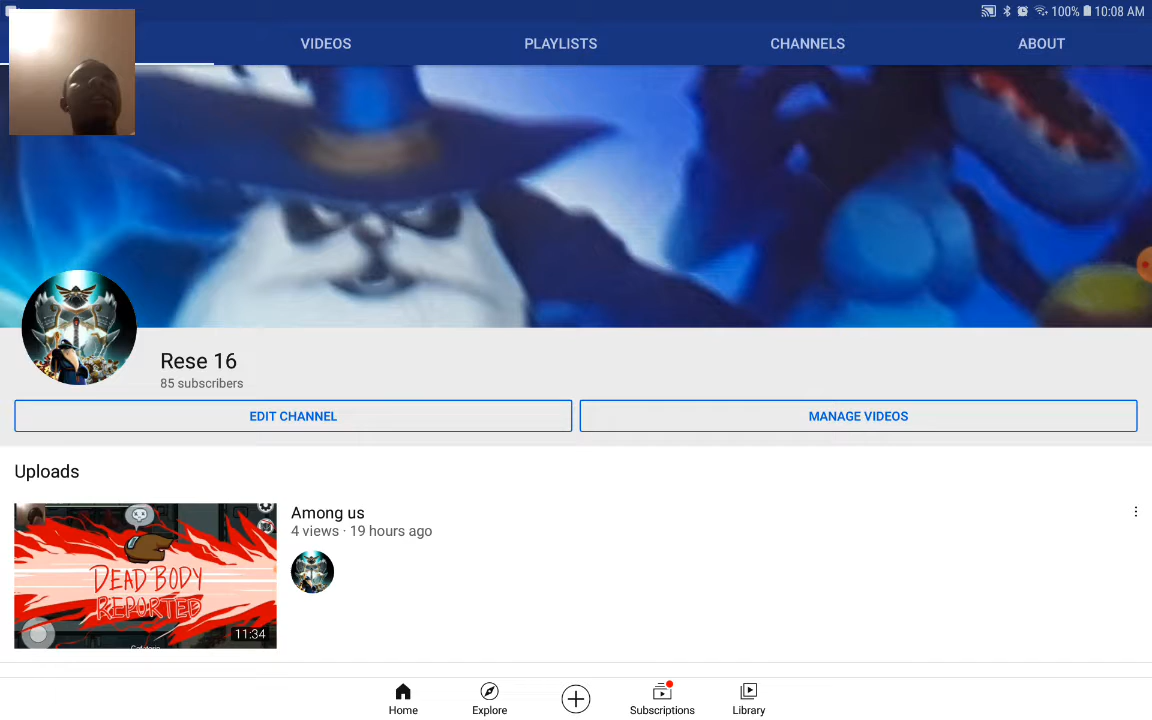 100% 10:08 AM
VIDEOS PLAYLISTS CHANNELS ABOUT
Rese 16
85 subscribers
EDIT CHANNEL MANAGE VIDEOS
Uploads
Among us
4 views · 19 hours ago
DEAD BODY
REPORTED
11:34
Cafeteria
Home Explore Subscriptions Library